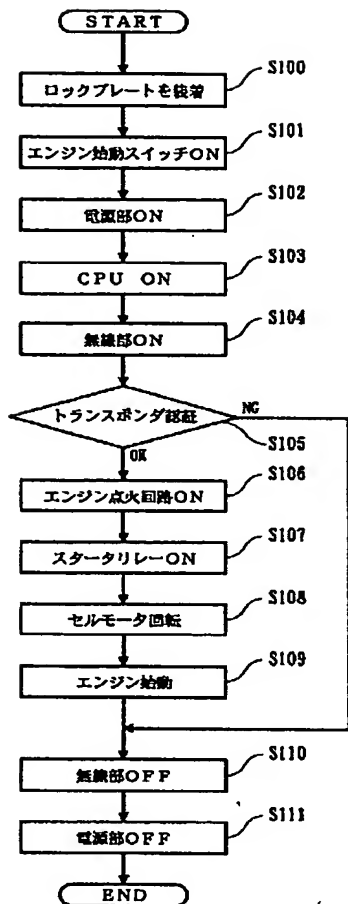 START
S100
ロックプレートを装着
S101
エンジン始動スイッチON
S102
電源部ON
S103
CPU ON
S104
無線部ON
トランスポンダ認証
NG
S105
OK
S106
エンジン点火回路ON
S107
スタータリレーON
S108
セルモータ回転
S109
エンジン始動
S110
無線部OFF
S111
電源部OFF
END